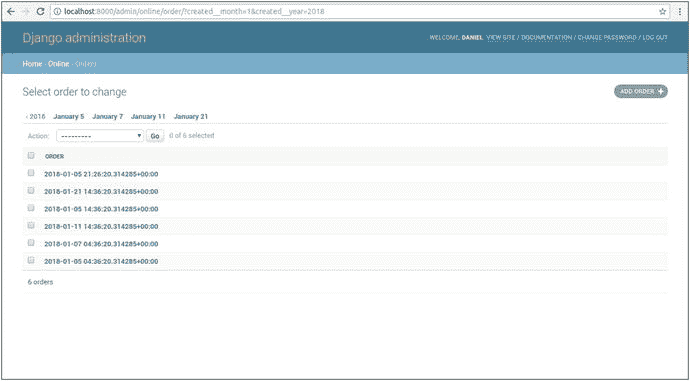 localhost:8000/admin/online/order/?created__month=1&created__year=2018
Django administration
WELCOME, DANIEL. VIEW SITE / DOCUMENTATION / CHANGE PASSWORD / LOG OUT
Home › Online › Orders
Select order to change
ADD ORDER +
‹ 2018 January 5 January 7 January 11 January 21
Action: --------- Go 0 of 6 selected
ORDER
2018-01-05 21:26:20.314285+00:00
2018-01-21 14:36:20.314285+00:00
2018-01-05 14:36:20.314285+00:00
2018-01-11 14:36:20.314285+00:00
2018-01-07 04:36:20.314285+00:00
2018-01-05 04:36:20.314285+00:00
6 orders